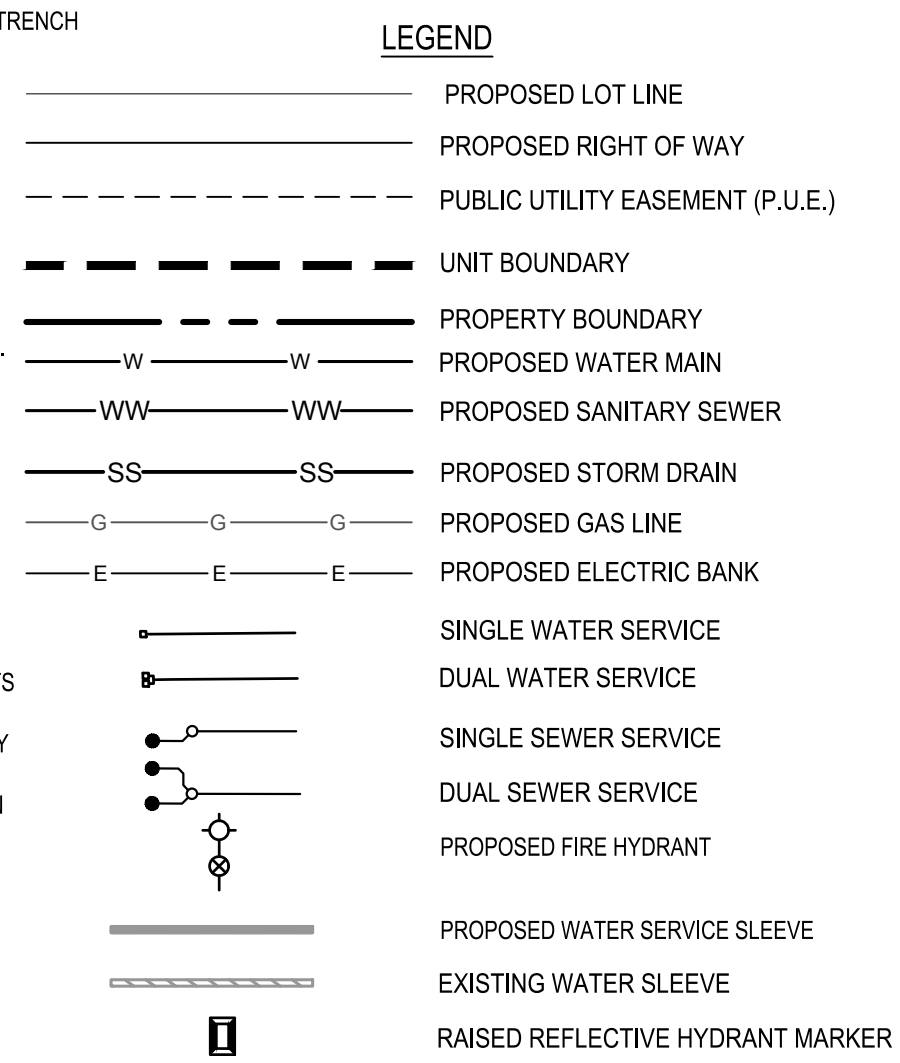 TRENCH
LEGEND
PROPOSED LOT LINE
PROPOSED RIGHT OF WAY
PUBLIC UTILITY EASEMENT (P.U.E.)
UNIT BOUNDARY
PROPERTY BOUNDARY
W W PROPOSED WATER MAIN
WW WW PROPOSED SANITARY SEWER
SS SS PROPOSED STORM DRAIN
G G G PROPOSED GAS LINE
E E E PROPOSED ELECTRIC BANK
SINGLE WATER SERVICE
TS DUAL WATER SERVICE
Y SINGLE SEWER SERVICE
DUAL SEWER SERVICE
PROPOSED FIRE HYDRANT
PROPOSED WATER SERVICE SLEEVE
EXISTING WATER SLEEVE
RAISED REFLECTIVE HYDRANT MARKER